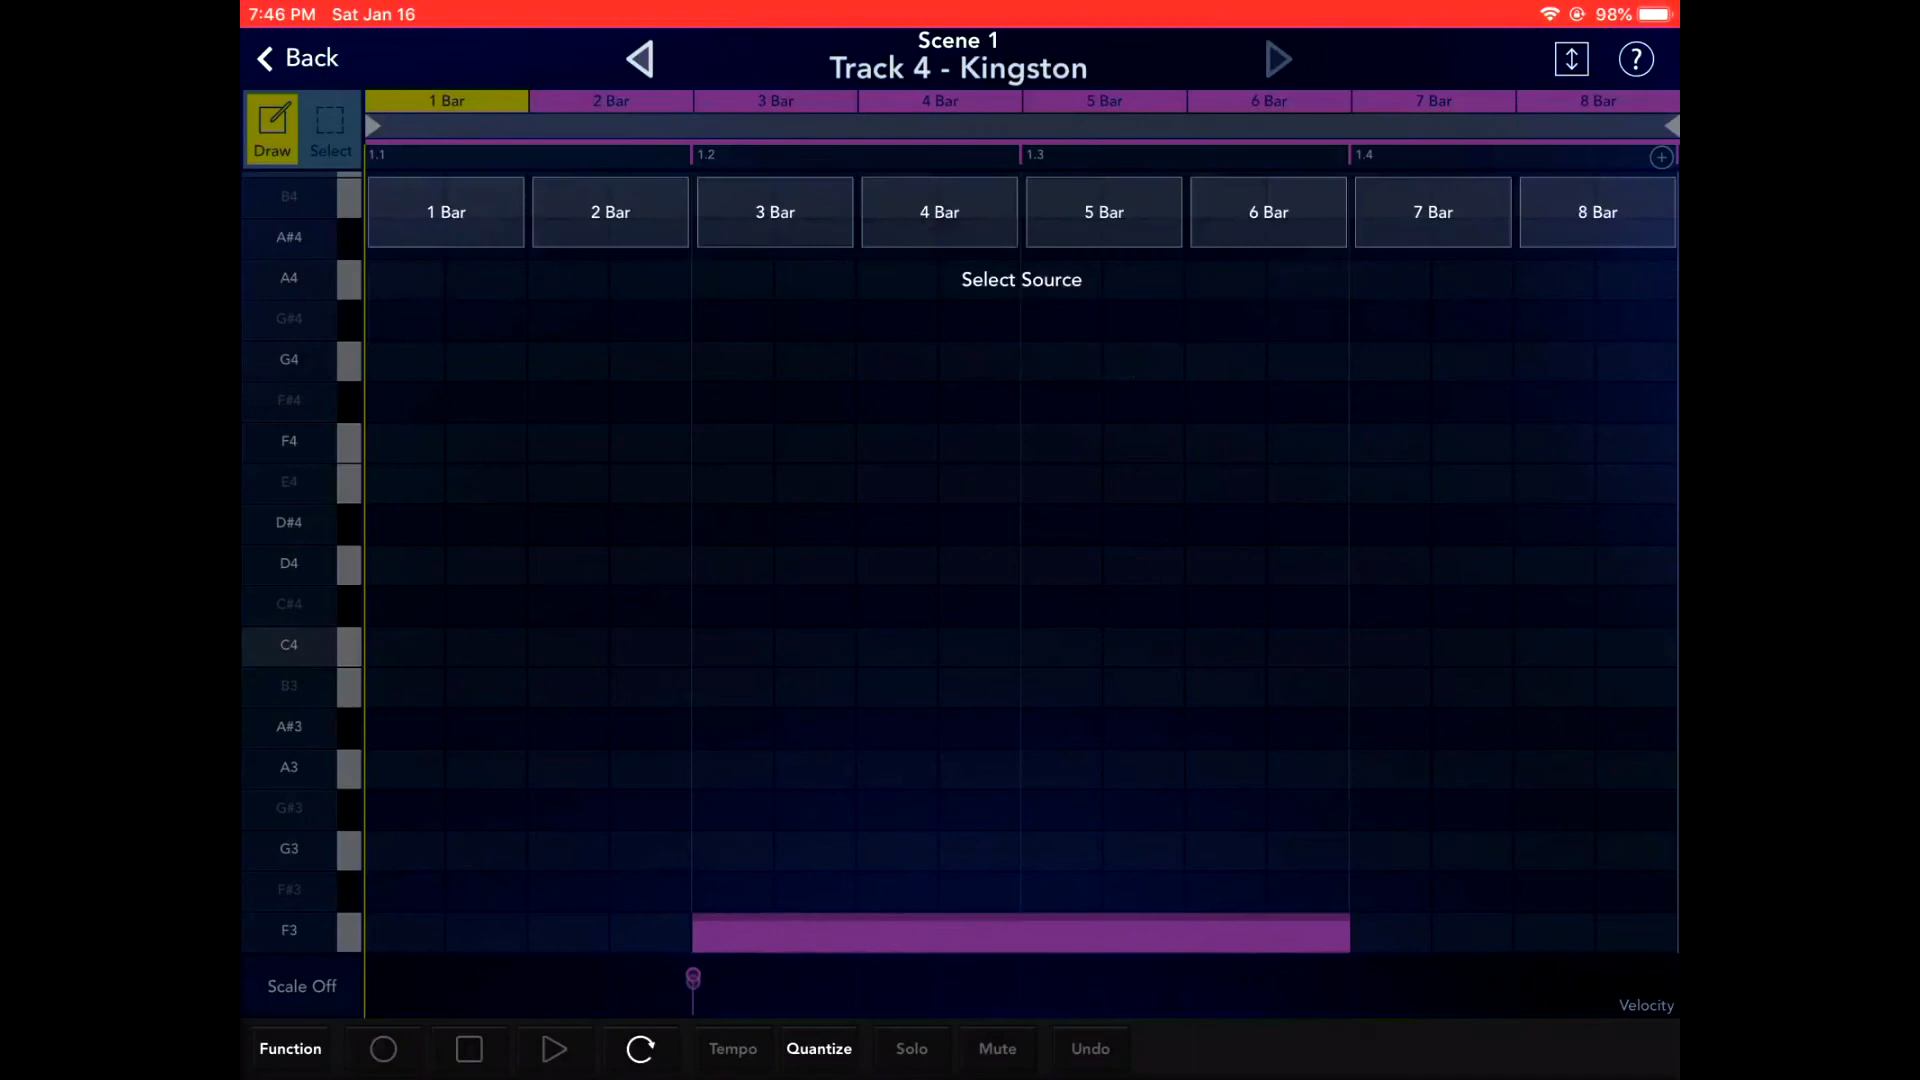 7:46 PM Sat Jan 16 98%
Back
Scene 1
Track 4 - Kingston
?
1 Bar 2 Bar 3 Bar 4 Bar 5 Bar 6 Bar 7 Bar 8 Bar
Draw Select
1.1 1.2 1.3 1.4
1 Bar 2 Bar 3 Bar 4 Bar 5 Bar 6 Bar 7 Bar 8 Bar
Select Source
B4
A#4
A4
G#4
G4
F#4
F4
E4
D#4
D4
C#4
C4
B3
A#3
A3
G#3
G3
F#3
F3
Scale Off
Velocity
Function Tempo Quantize Solo Mute Undo